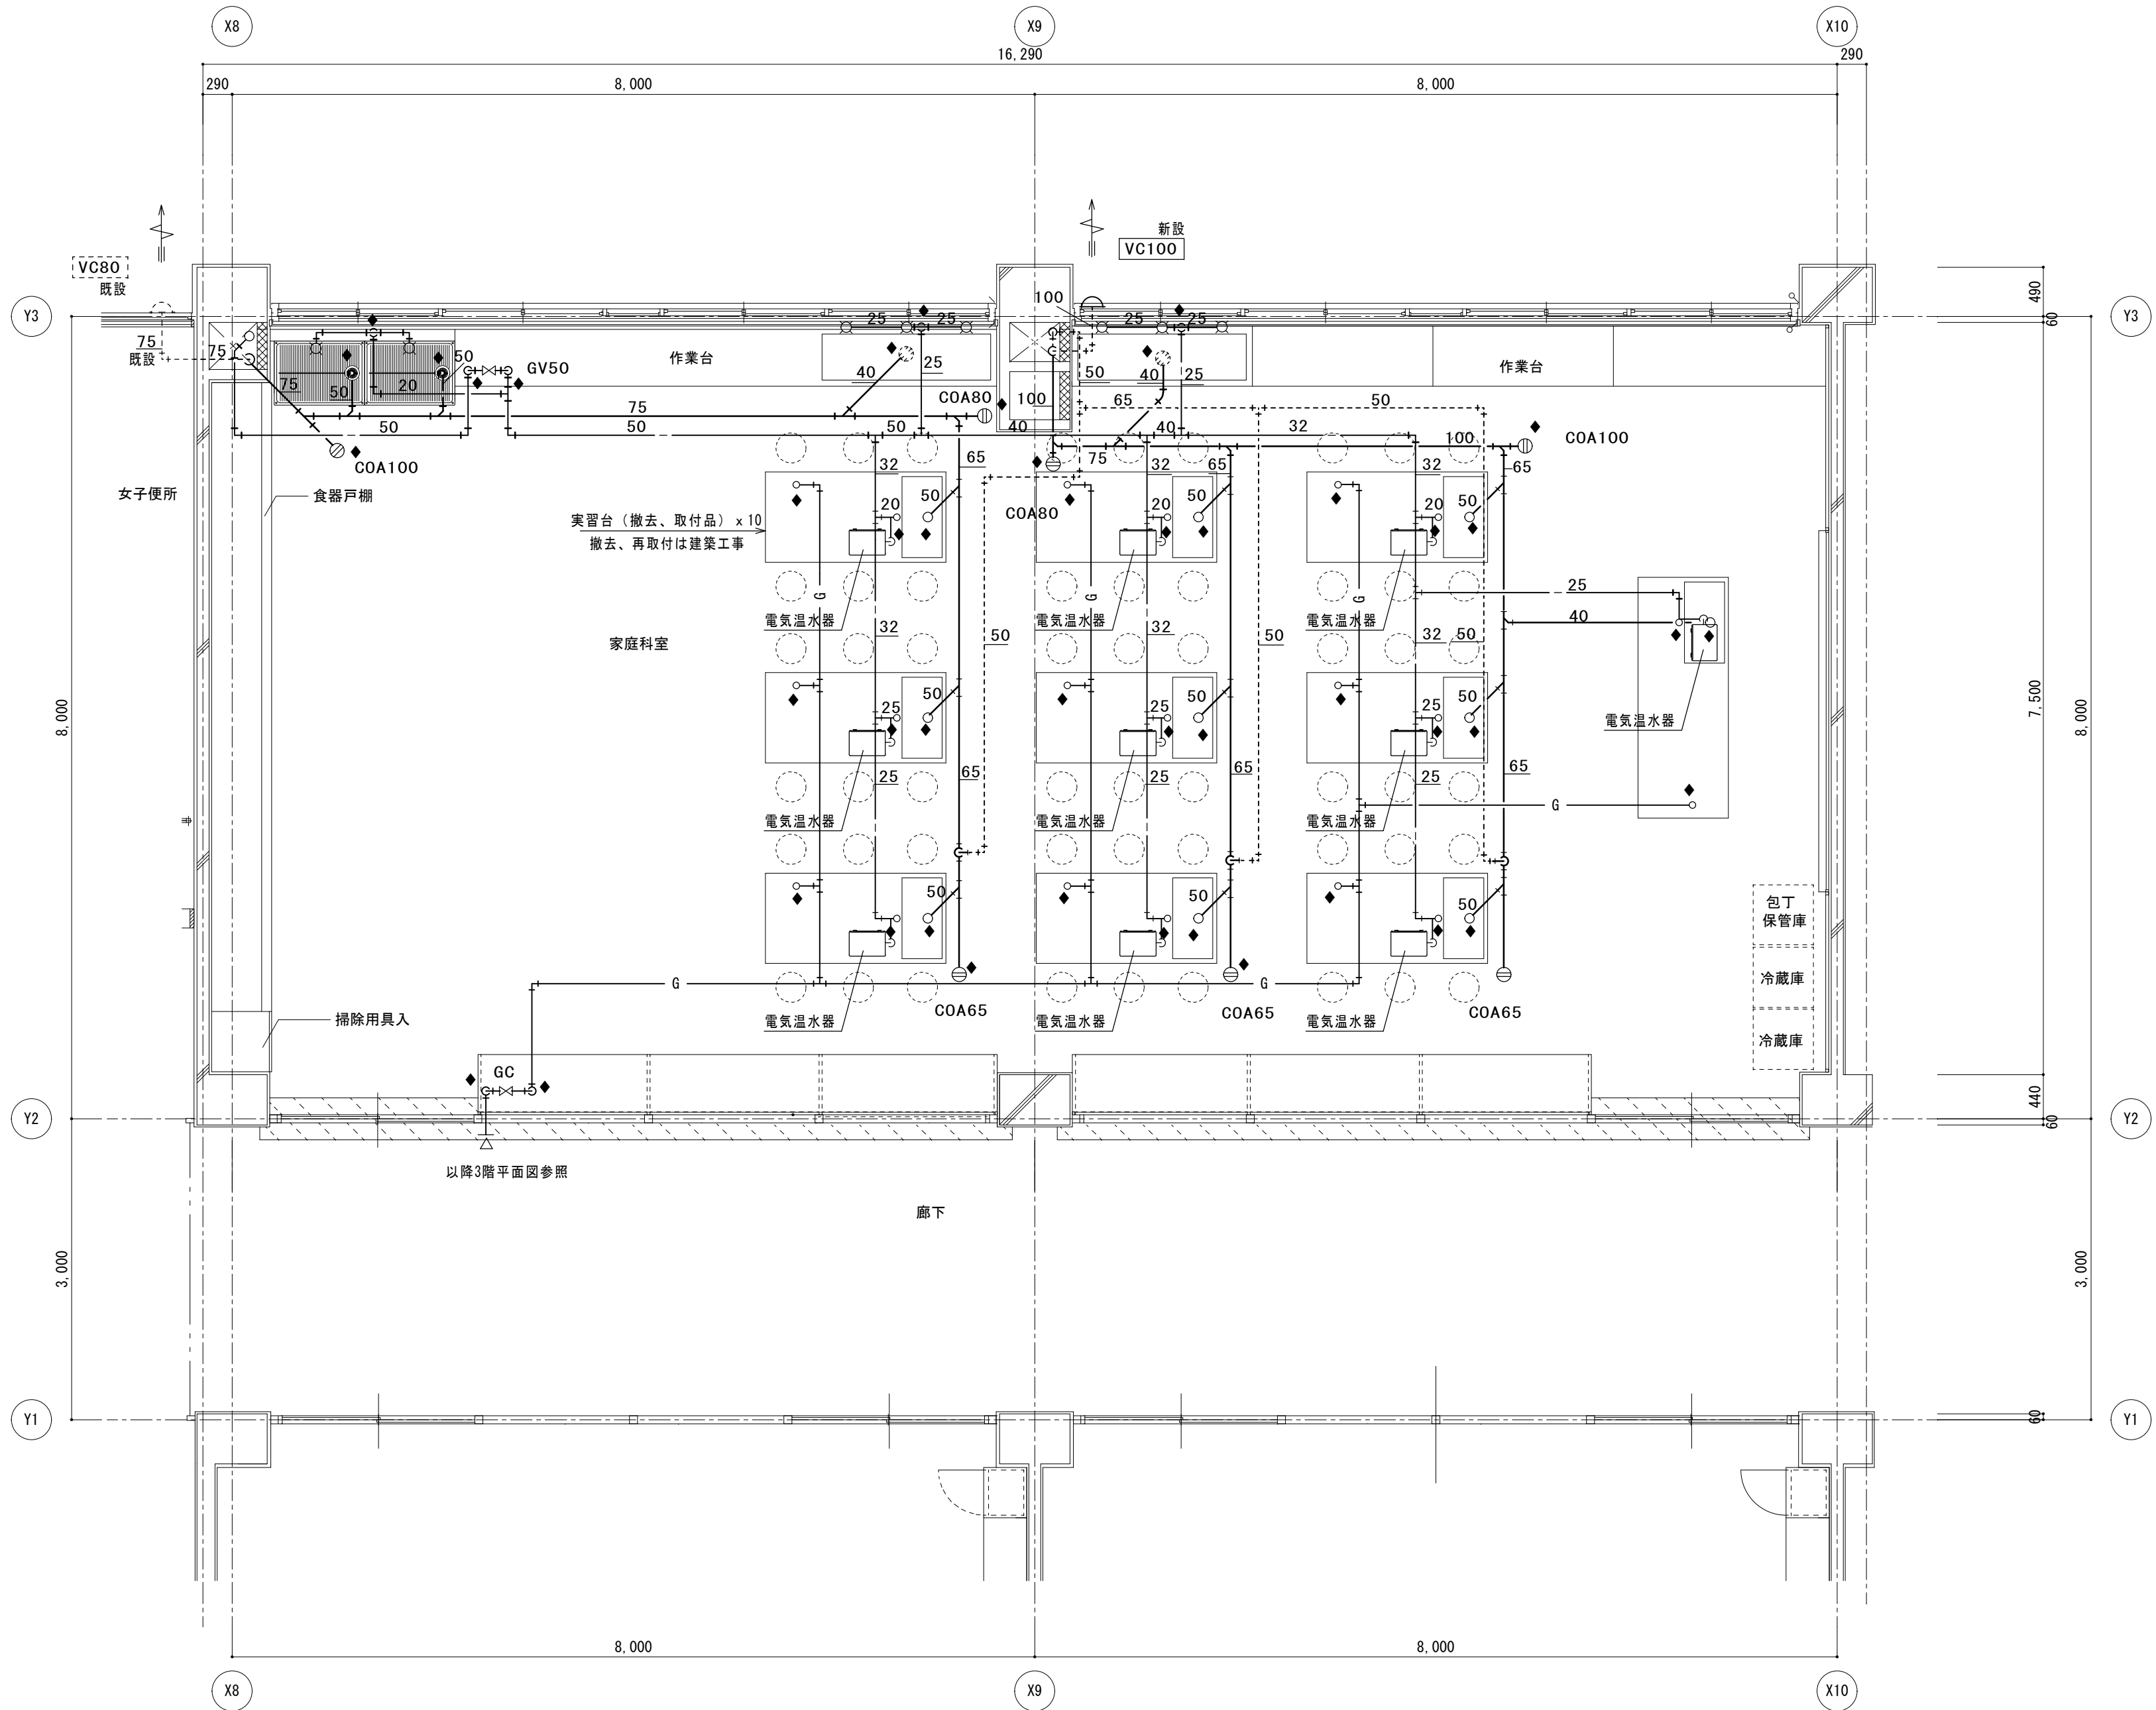 X8
X9
X10
16,290
290
290
8,000
8,000
新設
VC100
VC80
既設
Y3
Y3
490
60
100
25
25
25
25
75
既設
75
50
GV50
作業台
作業台
40
25
50
40
25
75
50
20
COA80
100
65
50
75
50
50
50
40
40
32
100
COA100
COA100
75
女子便所
食器戸棚
32
65
32
65
32
65
実習台（撤去、取付品）x10
撤去、再取付は建築工事
20
50
COA80
50
20
50
G
G
G
25
40
電気温水器
電気温水器
電気温水器
家庭科室
32
50
32
50
32
50
8,000
7,500
8,000
25
50
25
50
25
50
電気温水器
25
65
25
65
25
65
電気温水器
電気温水器
電気温水器
G
50
50
50
包丁
保管庫
冷蔵庫
冷蔵庫
G
G
COA65
COA65
COA65
電気温水器
電気温水器
電気温水器
掃除用具入
GC
440
60
Y2
Y2
以降3階平面図参照
廊下
3,000
3,000
60
Y1
Y1
8,000
8,000
X8
X9
X10